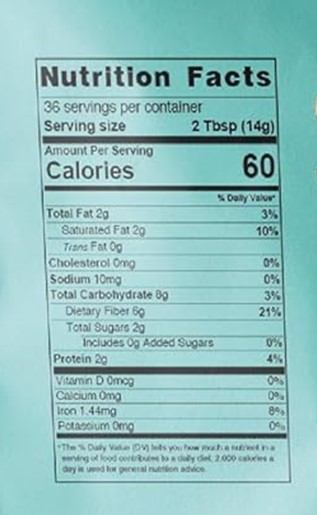 Nutrition Facts
36 servings per container
Serving size 2 Tbsp (14g)
Amount Per Serving
Calories 60
% Daily Value*
Total Fat 2g 3%
Saturated Fat 2g 10%
Trans Fat 0g
Cholesterol 0mg 0%
Sodium 10mg 0%
Total Carbohydrate 8g 3%
Dietary Fiber 6g 21%
Total Sugars 2g
Includes 0g Added Sugars 0%
Protein 2g 4%
Vitamin D 0mcg 0%
Calcium 0mg 0%
Iron 1.44mg 8%
Potassium 0mg 0%
*The % Daily Value (DV) tells you how much a nutrient in a
serving of food contributes to a daily diet. 2,000 calories a
day is used for general nutrition advice.